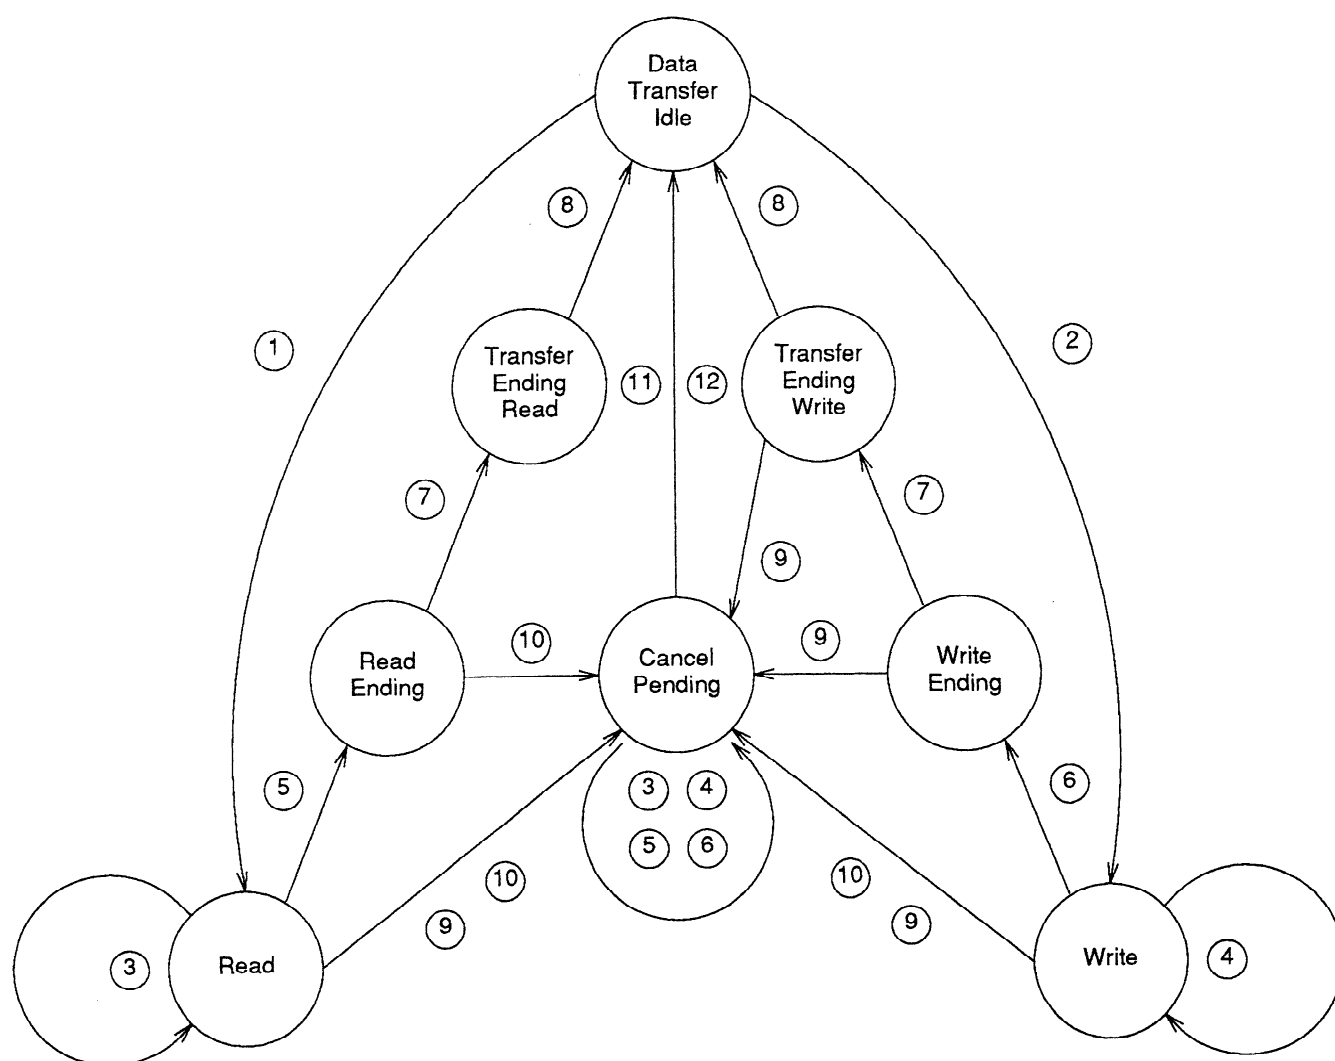 Data
Transfer
Idle
8
8
1
2
Transfer
Ending
Read
11
12
Transfer
Ending
Write
7
7
9
10
9
Read
Ending
Cancel
Pending
Write
Ending
5
3
4
6
5
6
10
9
10
9
3
Read
Write
4